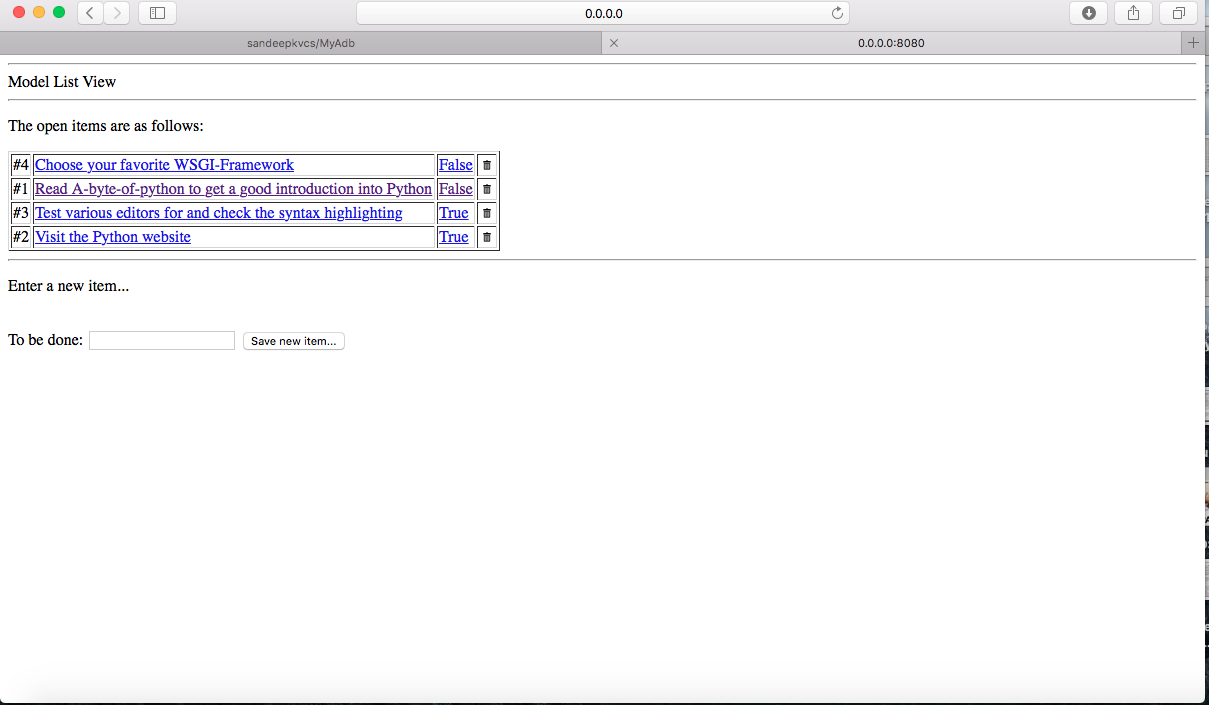 0.0.0.0
sandeepkvcs/MyAdb
0.0.0.0:8080
Model List View
The open items are as follows:
#4 Choose your favorite WSGI-Framework False
#1 Read A-byte-of-python to get a good introduction into Python False
#3 Test various editors for and check the syntax highlighting True
#2 Visit the Python website True
Enter a new item...
To be done: Save new item...